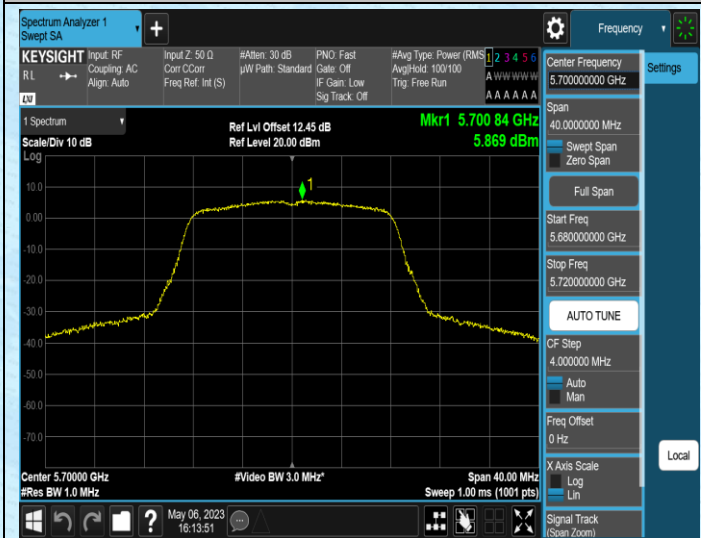 Spectrum Analyzer 1
Swept SA
Frequency
KEYSIGHT
RL
LXI
Input: RF
Coupling: AC
Align: Auto
Input Z: 50 Ω
Corr CCorr
Freq Ref: Int (S)
#Atten: 30 dB
µW Path: Standard
PNO: Fast
Gate: Off
IF Gain: Low
Sig Track: Off
#Avg Type: Power (RMS
Avg|Hold: 100/100
Trig: Free Run
1 2 3 4 5 6
A W W W W W
A A A A A A
Center Frequency
5.700000000 GHz
Settings
Span
40.0000000 MHz
Swept Span
Zero Span
Full Span
Start Freq
5.680000000 GHz
Stop Freq
5.720000000 GHz
AUTO TUNE
CF Step
4.000000 MHz
Auto
Man
Freq Offset
0 Hz
X Axis Scale
Log
Lin
Signal Track
(Span Zoom)
Local
1 Spectrum
Scale/Div 10 dB
Log
Ref Lvl Offset 12.45 dB
Ref Level 20.00 dBm
Mkr1 5.700 84 GHz
5.869 dBm
1
10.0
0.00
-10.0
-20.0
-30.0
-40.0
-50.0
-60.0
-70.0
Center 5.70000 GHz
#Res BW 1.0 MHz
#Video BW 3.0 MHz*
Span 40.00 MHz
Sweep 1.00 ms (1001 pts)
?
May 06, 2023
16:13:51